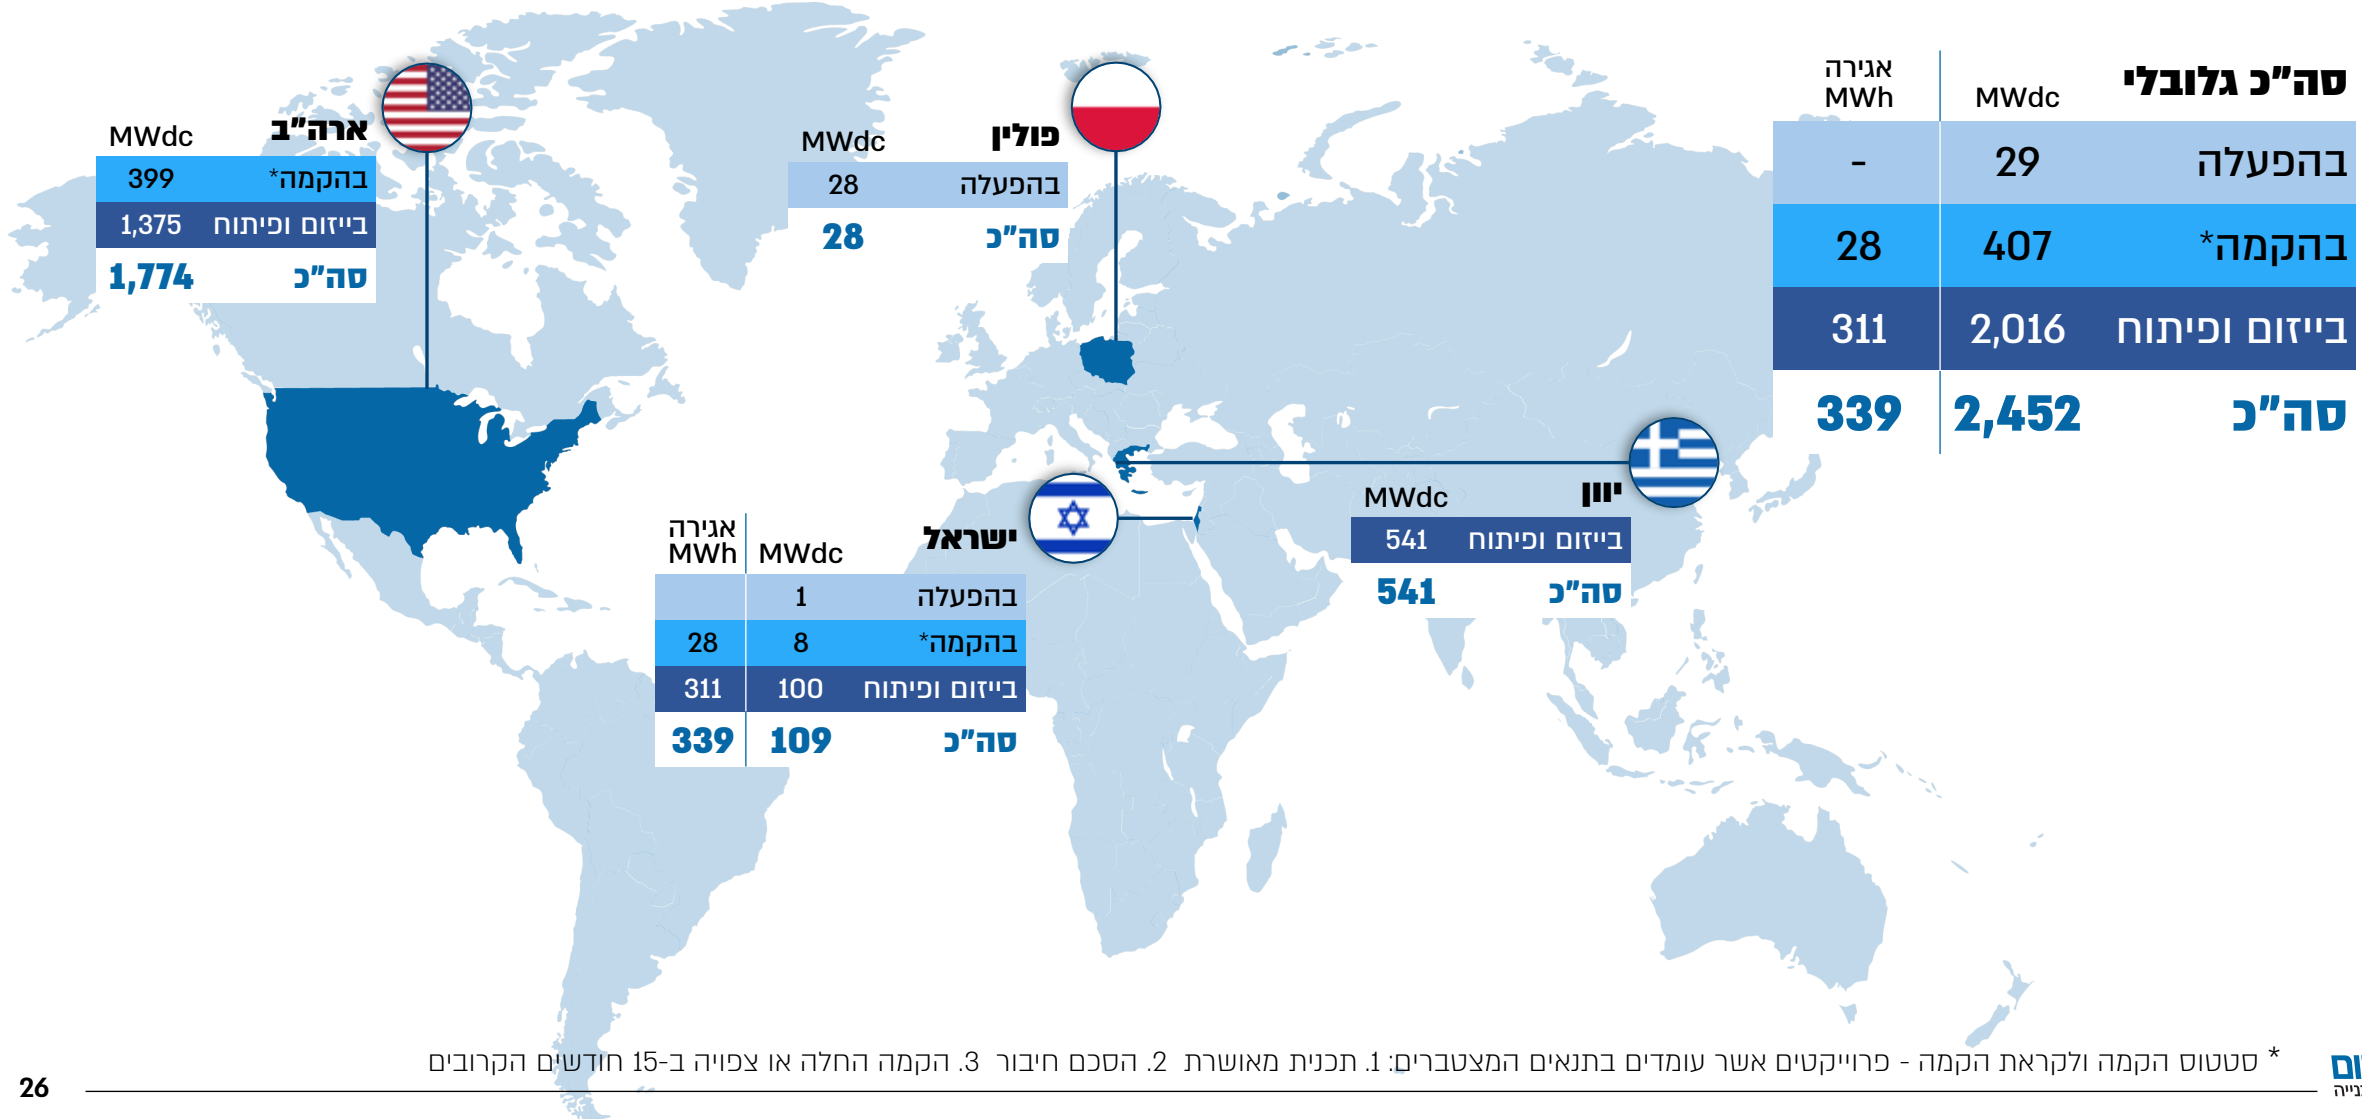 סה"כ גלובלי MWdc אגירה MWh
בהפעלה 29 -
בהקמה* 407 28
בייזום ופיתוח 2,016 311
סה"כ 2,452 339
ארה"ב MWdc
בהקמה* 399
בייזום ופיתוח 1,375
סה"כ 1,774
פולין MWdc
בהפעלה 28
סה"כ 28
יוון MWdc
בייזום ופיתוח 541
סה"כ 541
ישראל MWdc אגירה MWh
בהפעלה 1
בהקמה* 8 28
בייזום ופיתוח 100 311
סה"כ 109 339
* סטטוס הקמה ולקראת הקמה - פרוייקטים אשר עומדים בתנאים המצטברים: 1. תכנית מאושרת 2. הסכם חיבור 3. הקמה החלה או צפויה ב-15 חודשים הקרובים
26